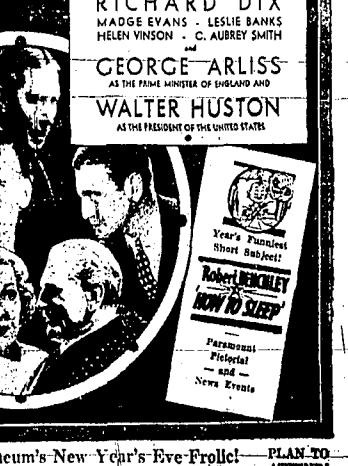 RICHARD DIX
MADGE EVANS - LESLIE BANKS
HELEN VINSON - C. AUBREY SMITH
and
GEORGE ARLISS
AS THE PRIME MINISTER OF ENGLAND AND
WALTER HUSTON
AS THE PRESIDENT OF THE UNITED STATES
Year's Funniest
Short Subject!
Robert BENCHLEY
'HOW TO SLEEP'
Paramount
Pictorial
— and —
News Events
eum's New Year's Eve Frolic!
PLAN TO